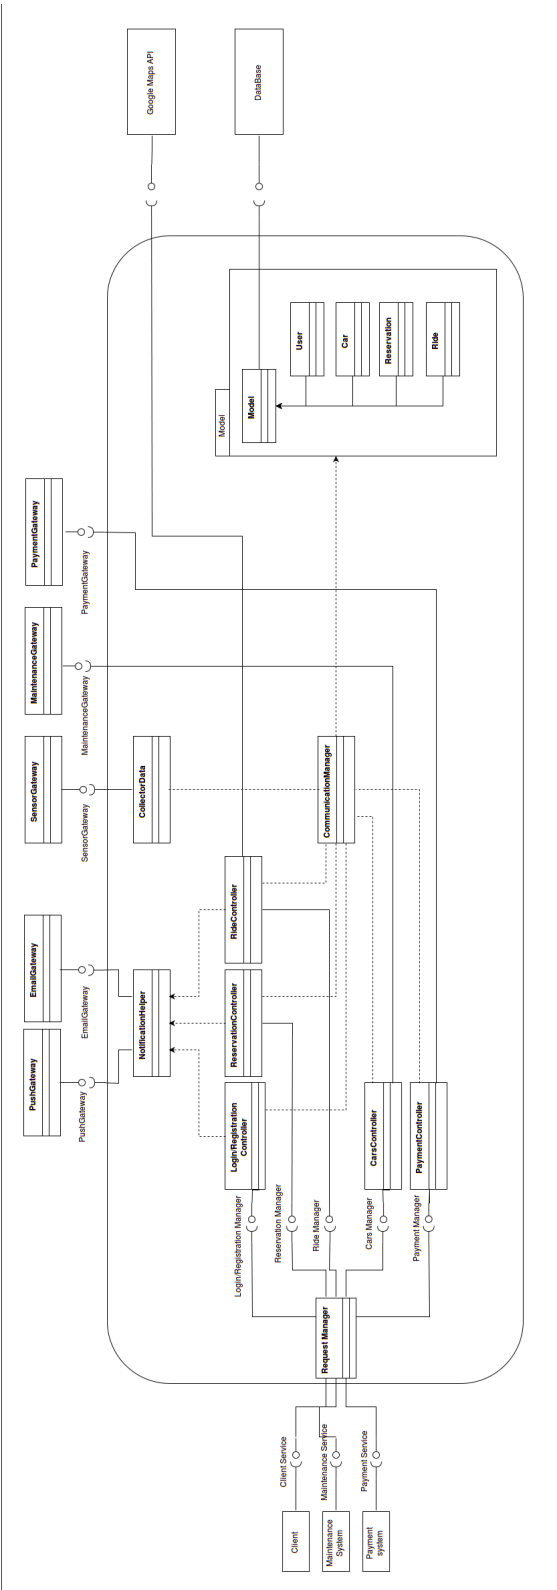 Google Maps API
DataBase
User
Car
Reservation
Ride
Model
Model
PaymentGateway
PaymentGateway
MaintenanceGateway
MaintenanceGateway
SensorGateway
SensorGateway
CollectorData
CommunicationManager
EmailGateway
EmailGateway
PushGateway
PushGateway
NotificationHelper
RideController
ReservationController
Login/Registration
Controller
CarsController
PaymentController
Login/Registration Manager
Reservation Manager
Ride Manager
Cars Manager
Payment Manager
Request Manager
Client Service
Maintenance Service
Payment Service
Client
Maintenance
System
Payment
system